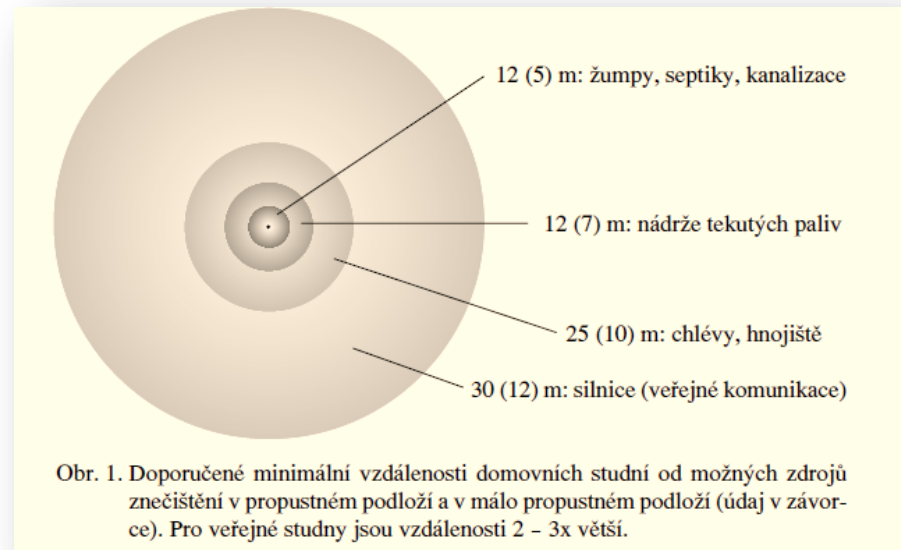 12 (5) m: žumpy, septiky, kanalizace
12 (7) m: nádrže tekutých paliv
25 (10) m: chlévy, hnojiště
30 (12) m: silnice (veřejné komunikace)
Obr. 1. Doporučené minimální vzdálenosti domovních studní od možných zdrojů
znečištění v propustném podloží a v málo propustném podloží (údaj v závor-
ce). Pro veřejné studny jsou vzdálenosti 2 – 3x větší.